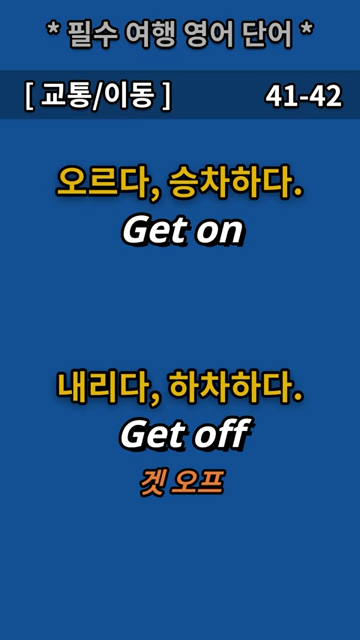 * 필수 여행 영어 단어 *
[ 교통/이동 ] 41-42
오르다, 승차하다.
Get on
내리다, 하차하다.
Get off
겟 오프